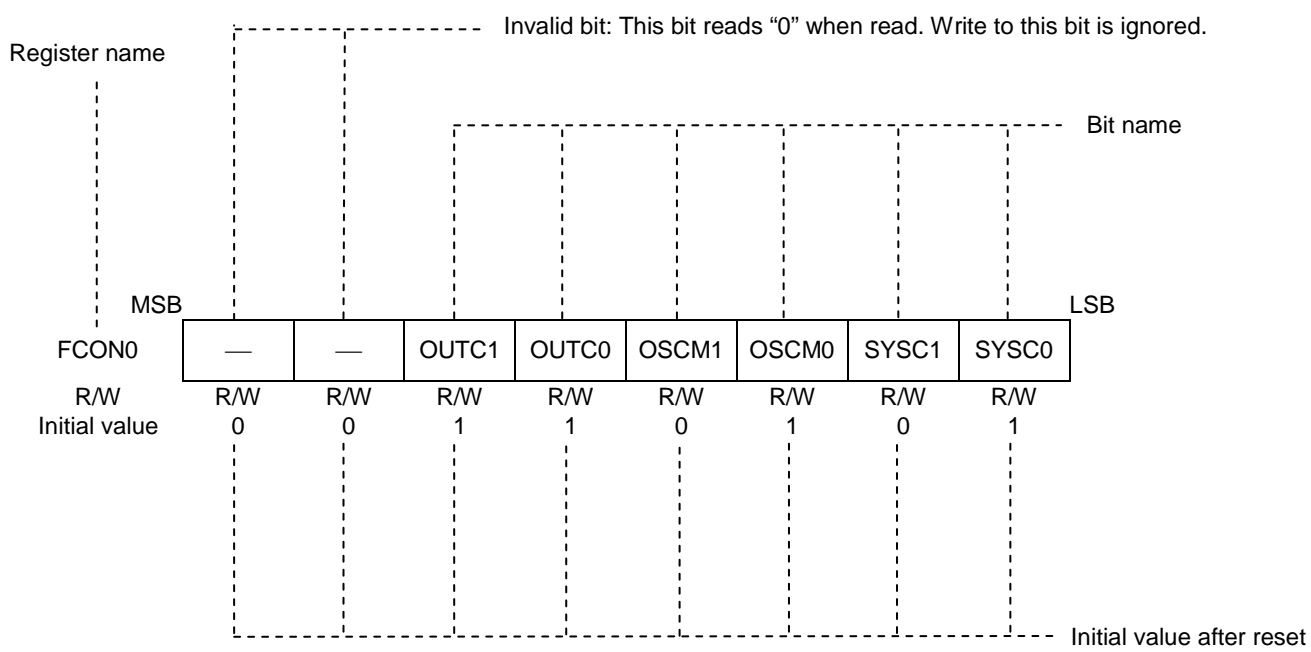 Invalid bit: This bit reads “0” when read. Write to this bit is ignored.
Register name
Bit name
MSB LSB
FCON0 — — OUTC1 OUTC0 OSCM1 OSCM0 SYSC1 SYSC0
R/W R/W R/W R/W R/W R/W R/W R/W R/W
Initial value 0 0 1 1 0 1 0 1
Initial value after reset